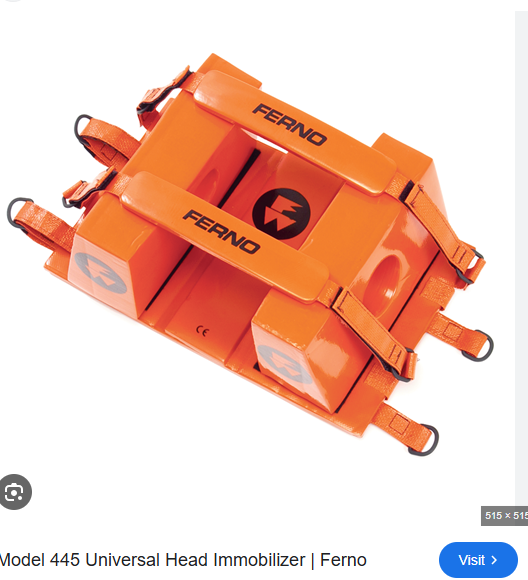 FERNO
FERNO
CE
515 × 515
Model 445 Universal Head Immobilizer | Ferno
Visit >